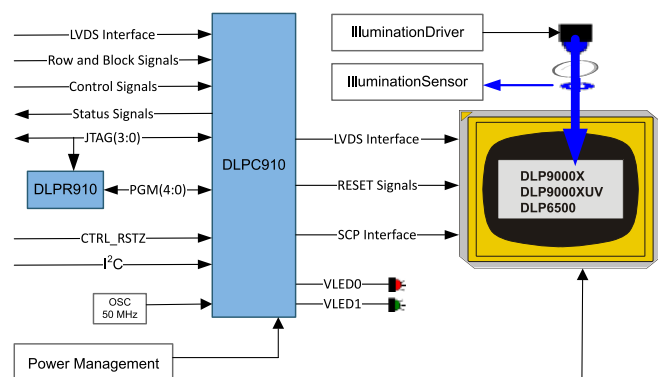 LVDS Interface
Row and Block Signals
Control Signals
Status Signals
JTAG(3:0)
DLPR910
PGM(4:0)
CTRL_RSTZ
I²C
OSC
50 MHz
Power Management
DLPC910
LVDS Interface
RESET Signals
SCP Interface
VLED0
VLED1
IlluminationDriver
IlluminationSensor
DLP9000X
DLP9000XUV
DLP6500